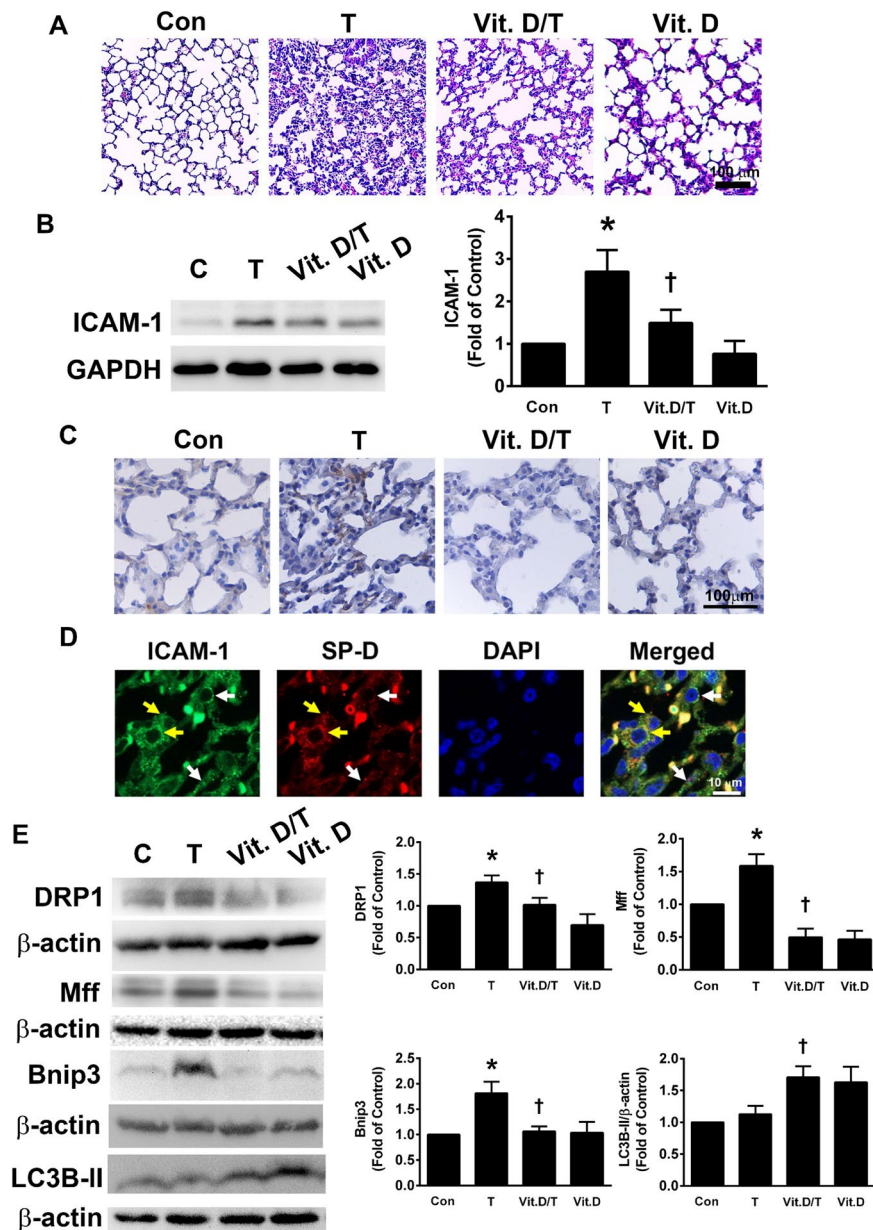 A
Con
T
Vit. D/T
Vit. D
100 μm
B
C
T
Vit. D/T
Vit. D
ICAM-1
GAPDH
ICAM-1
(Fold of Control)
4
3
2
1
0
*
†
Con
T
Vit.D/T
Vit.D
C
Con
T
Vit. D/T
Vit. D
100μm
D
ICAM-1
SP-D
DAPI
Merged
10 μm
E
C
T
Vit. D/T
Vit. D
DRP1
β-actin
Mff
β-actin
Bnip3
β-actin
LC3B-II
β-actin
DRP1
(Fold of Control)
2.0
1.5
1.0
0.5
0.0
*
†
Con
T
Vit.D/T
Vit.D
Mff
(Fold of Control)
2.0
1.5
1.0
0.5
0.0
*
†
Con
T
Vit.D/T
Vit.D
Bnip3
(Fold of Control)
2.5
2.0
1.5
1.0
0.5
0.0
*
†
Con
T
Vit.D/T
Vit.D
LC3B-II/β-actin
(Fold of Control)
2.0
1.5
1.0
0.5
0.0
†
Con
T
Vit.D/T
Vit.D